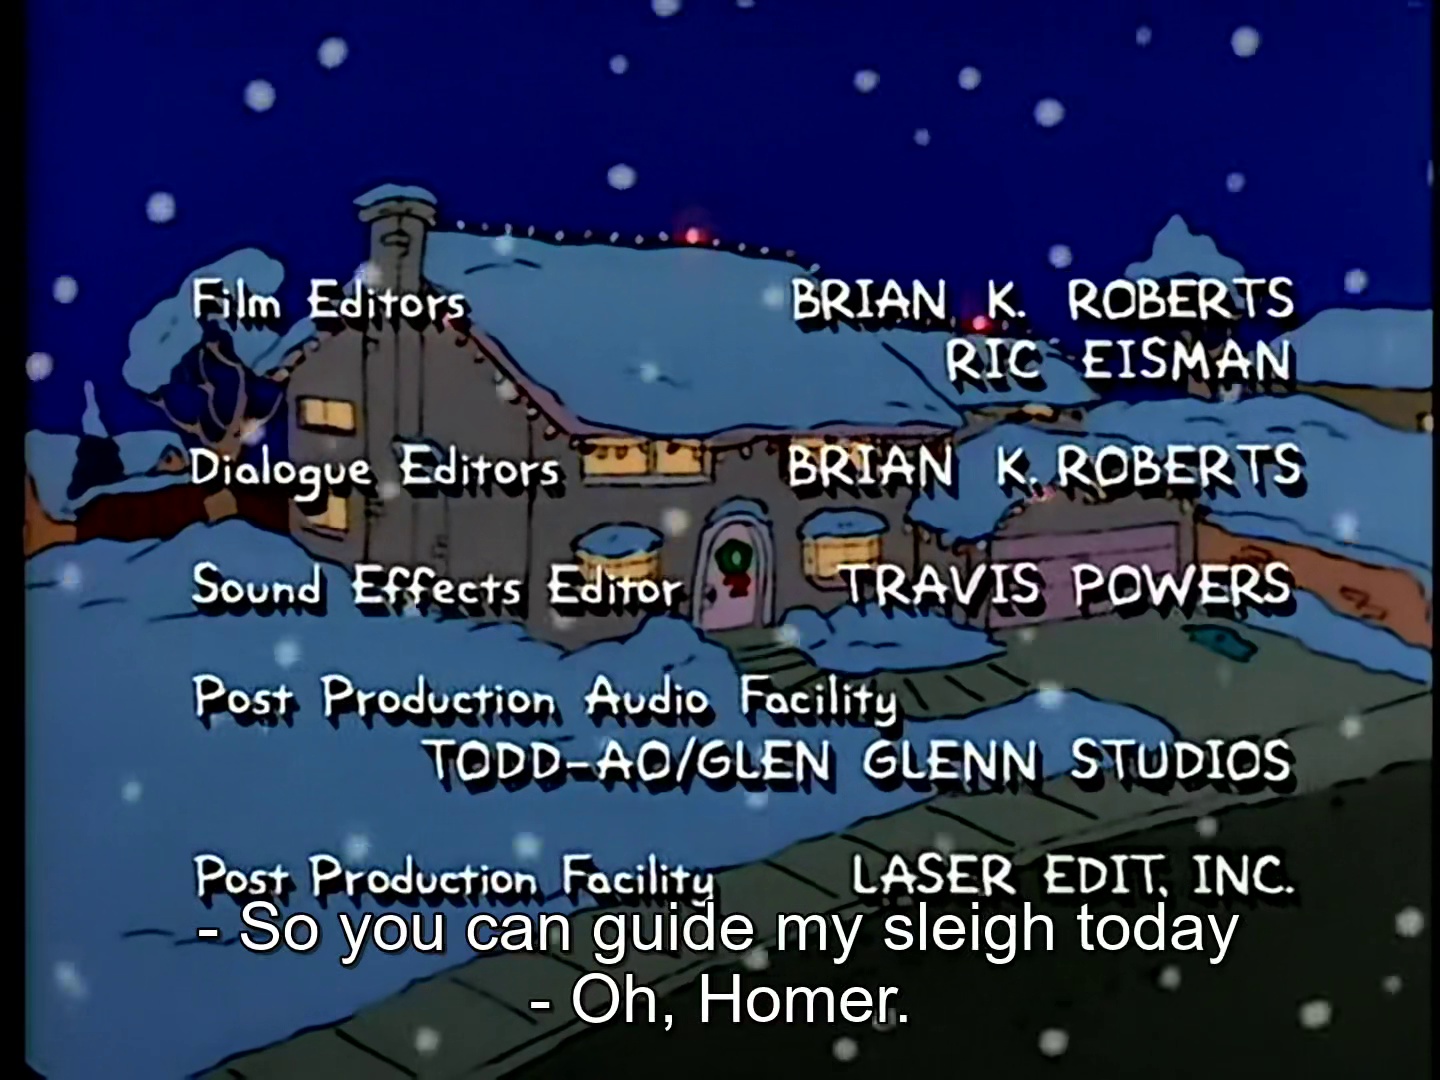 Film Editors BRIAN K. ROBERTS
RIC EISMAN
Dialogue Editors BRIAN K. ROBERTS
Sound Effects Editor TRAVIS POWERS
Post Production Audio Facility
TODD-AO/GLEN GLENN STUDIOS
Post Production Facility LASER EDIT, INC.
- So you can guide my sleigh today
- Oh, Homer.